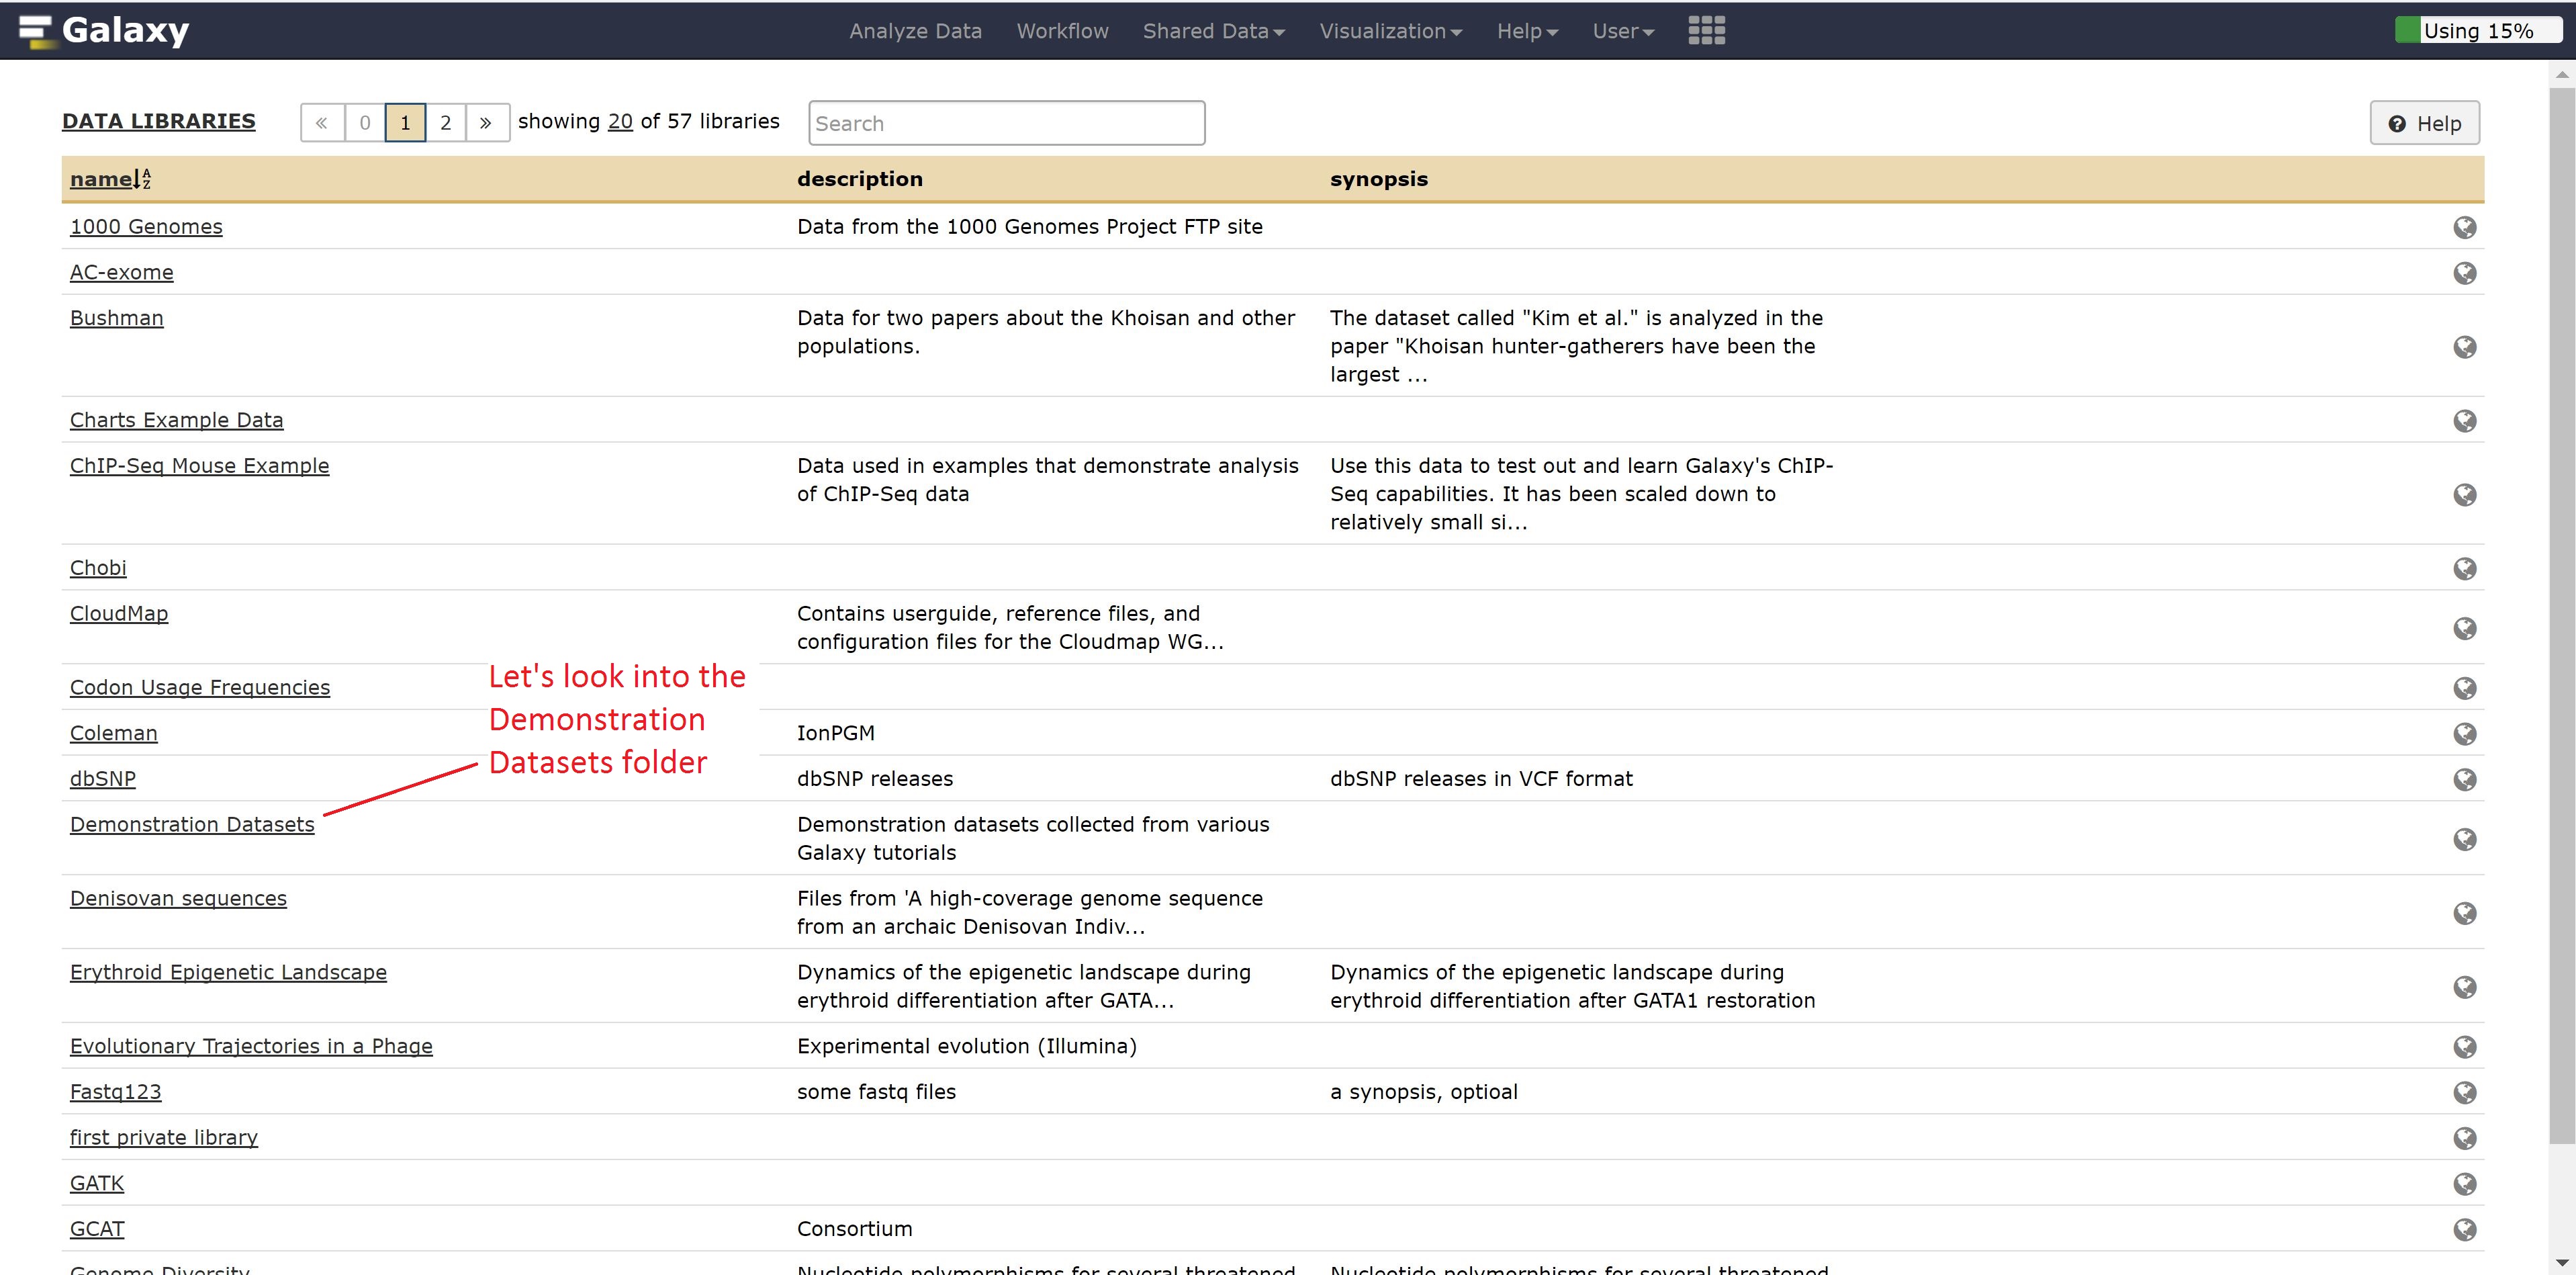 Galaxy
Analyze Data Workflow Shared Data Visualization Help User
Using 15%
DATA LIBRARIES « 0 1 2 » showing 20 of 57 libraries Search Help
name description synopsis
1000 Genomes Data from the 1000 Genomes Project FTP site
AC-exome
Bushman Data for two papers about the Khoisan and other The dataset called "Kim et al." is analyzed in the
populations. paper "Khoisan hunter-gatherers have been the
largest ...
Charts Example Data
ChIP-Seq Mouse Example Data used in examples that demonstrate analysis Use this data to test out and learn Galaxy's ChIP-
of ChIP-Seq data Seq capabilities. It has been scaled down to
relatively small si...
Chobi
CloudMap Contains userguide, reference files, and
configuration files for the Cloudmap WG...
Let's look into the
Demonstration
Datasets folder
Codon Usage Frequencies
Coleman IonPGM
dbSNP dbSNP releases dbSNP releases in VCF format
Demonstration Datasets Demonstration datasets collected from various
Galaxy tutorials
Denisovan sequences Files from 'A high-coverage genome sequence
from an archaic Denisovan Indiv...
Erythroid Epigenetic Landscape Dynamics of the epigenetic landscape during Dynamics of the epigenetic landscape during
erythroid differentiation after GATA... erythroid differentiation after GATA1 restoration
Evolutionary Trajectories in a Phage Experimental evolution (Illumina)
Fastq123 some fastq files a synopsis, optioal
first private library
GATK
GCAT Consortium
Genome Diversity Nucleotide polymorphisms for several threatened Nucleotide polymorphisms for several threatened